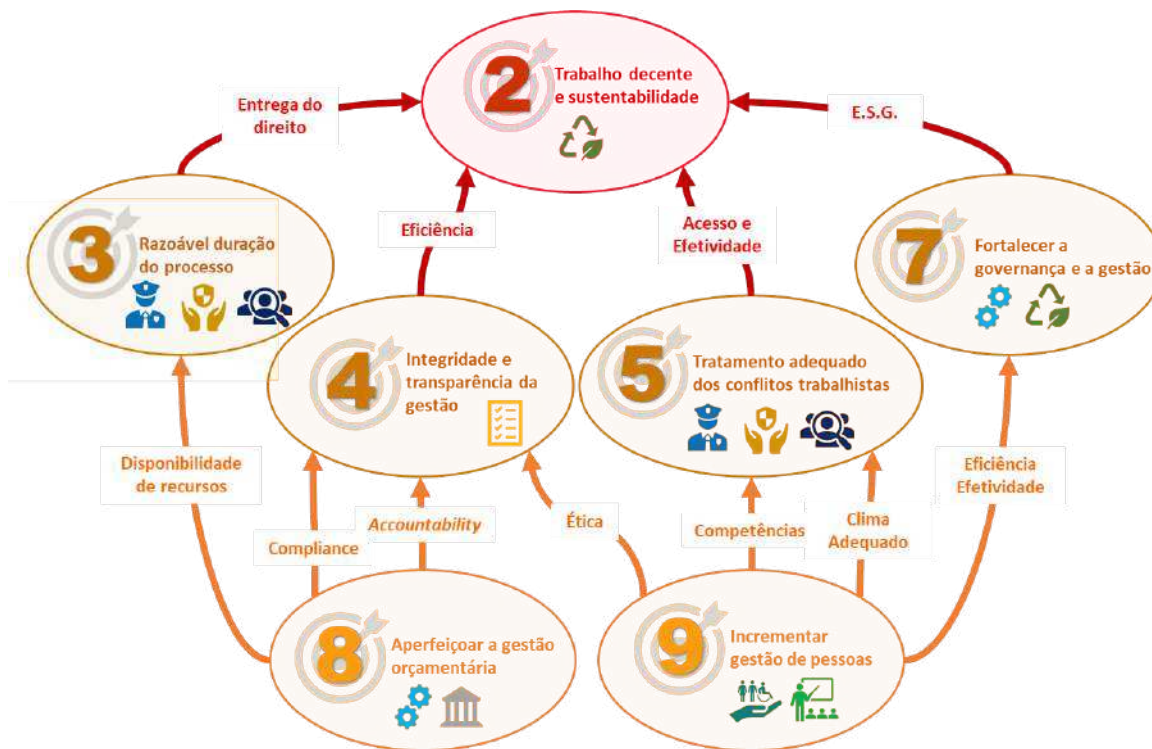 2
Trabalho decente
e sustentabilidade
Entrega do
direito
E.S.G.
Eficiência
Acesso e
Efetividade
3
Razoável duração
do processo
7
Fortalecer a
governança e a gestão
4
Integridade e
transparência da
gestão
5
Tratamento adequado
dos conflitos trabalhistas
Disponibilidade
de recursos
Compliance
Accountability
Ética
Competências
Clima
Adequado
Eficiência
Efetividade
8
Aperfeiçoar a gestão
orçamentária
9
Incrementar
gestão de pessoas